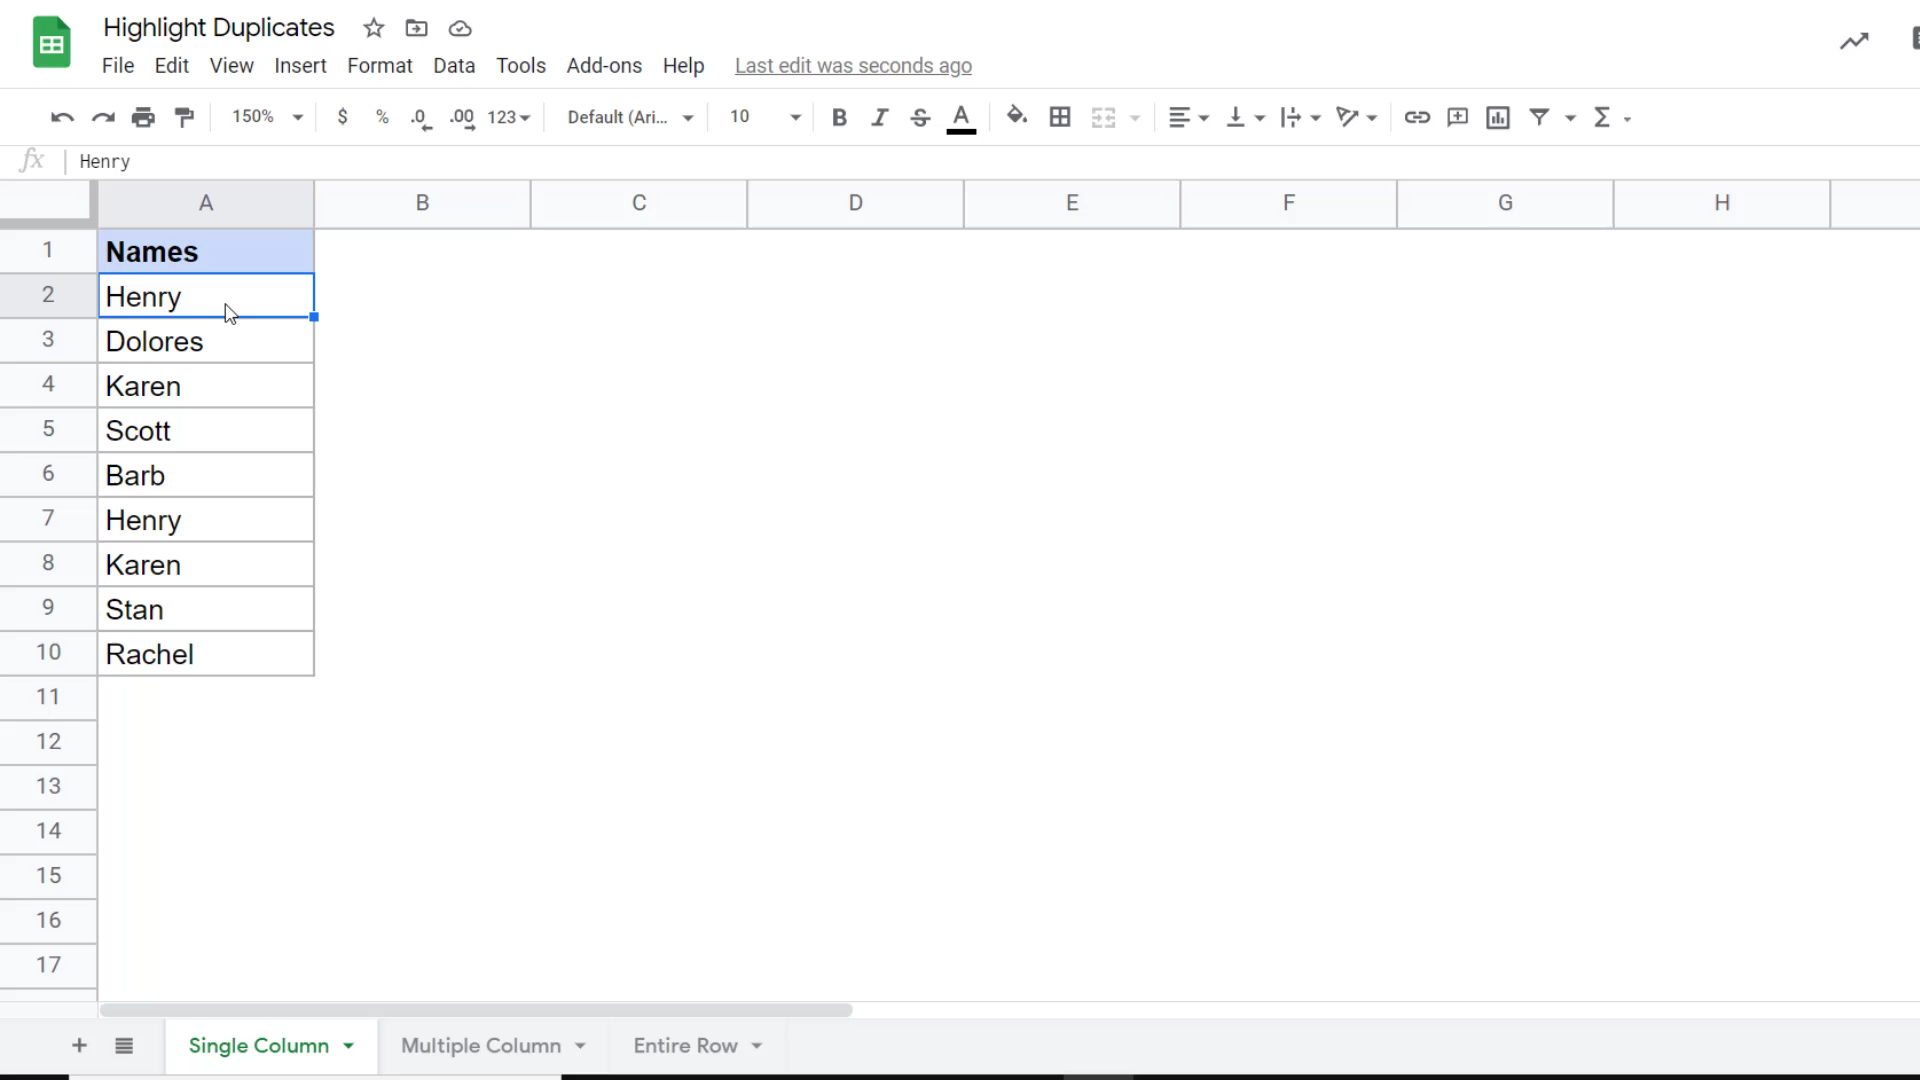 Highlight Duplicates
File Edit View Insert Format Data Tools Add-ons Help Last edit was seconds ago
150% $ % .0 .00 123 Default (Ari... 10 B I S A Σ
fx Henry
A B C D E F G H
1 Names
2 Henry
3 Dolores
4 Karen
5 Scott
6 Barb
7 Henry
8 Karen
9 Stan
10 Rachel
11
12
13
14
15
16
17
+ Single Column Multiple Column Entire Row